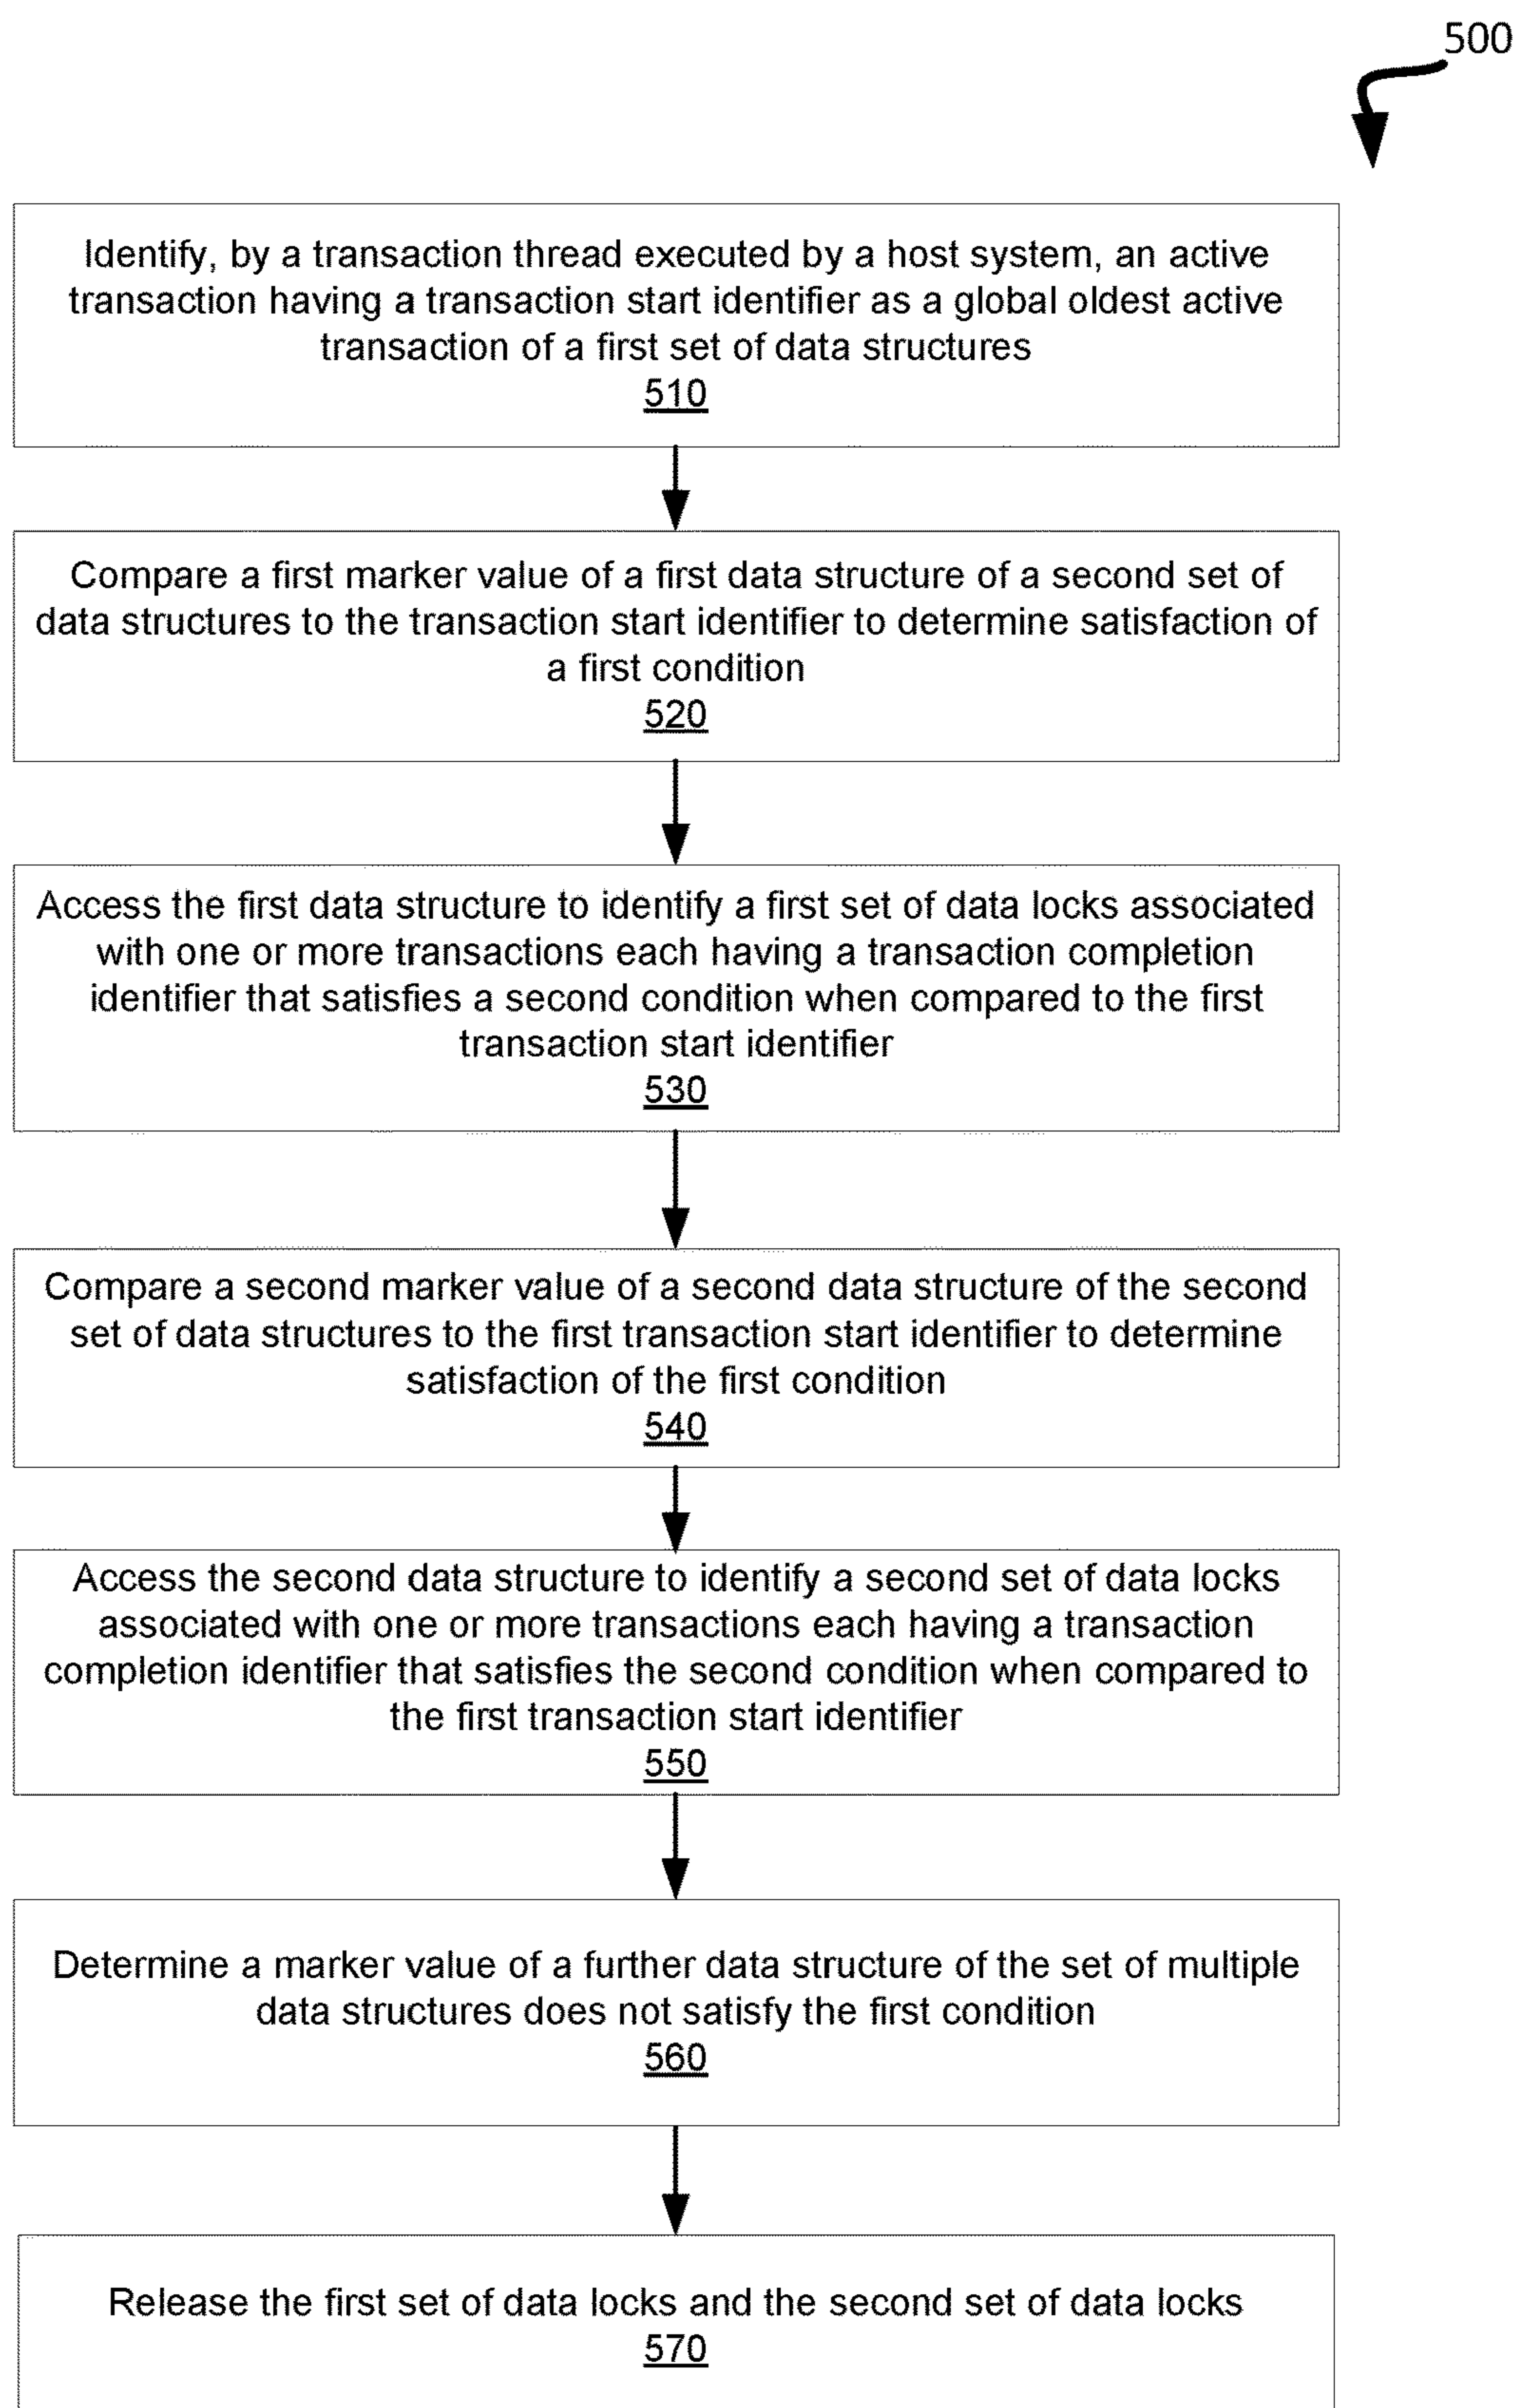 500
Identify, by a transaction thread executed by a host system, an active
transaction having a transaction start identifier as a global oldest active
transaction of a first set of data structures
510
Compare a first marker value of a first data structure of a second set of
data structures to the transaction start identifier to determine satisfaction of
a first condition
520
Access the first data structure to identify a first set of data locks associated
with one or more transactions each having a transaction completion
identifier that satisfies a second condition when compared to the first
transaction start identifier
530
Compare a second marker value of a second data structure of the second
set of data structures to the first transaction start identifier to determine
satisfaction of the first condition
540
Access the second data structure to identify a second set of data locks
associated with one or more transactions each having a transaction
completion identifier that satisfies the second condition when compared to
the first transaction start identifier
550
Determine a marker value of a further data structure of the set of multiple
data structures does not satisfy the first condition
560
Release the first set of data locks and the second set of data locks
570